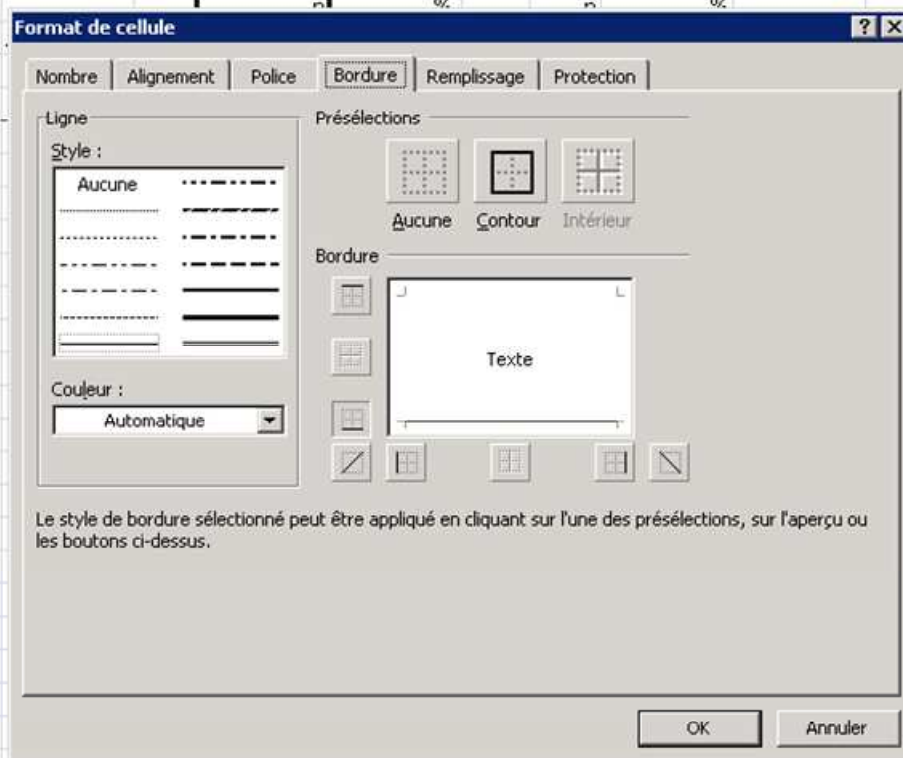 n % n %
Format de cellule
Nombre Alignement Police Bordure Remplissage Protection
Ligne
Style :
Aucune
Couleur :
Automatique
Présélections
Aucune Contour Intérieur
Bordure
Texte
Le style de bordure sélectionné peut être appliqué en cliquant sur l'une des présélections, sur l'aperçu ou
les boutons ci-dessus.
OK Annuler